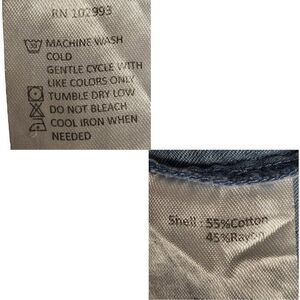 RN 102993
MACHINE WASH
COLD
GENTLE CYCLE WITH
LIKE COLORS ONLY
TUMBLE DRY LOW
DO NOT BLEACH
COOL IRON WHEN
NEEDED
Shell : 55%Cotton
45%Rayon